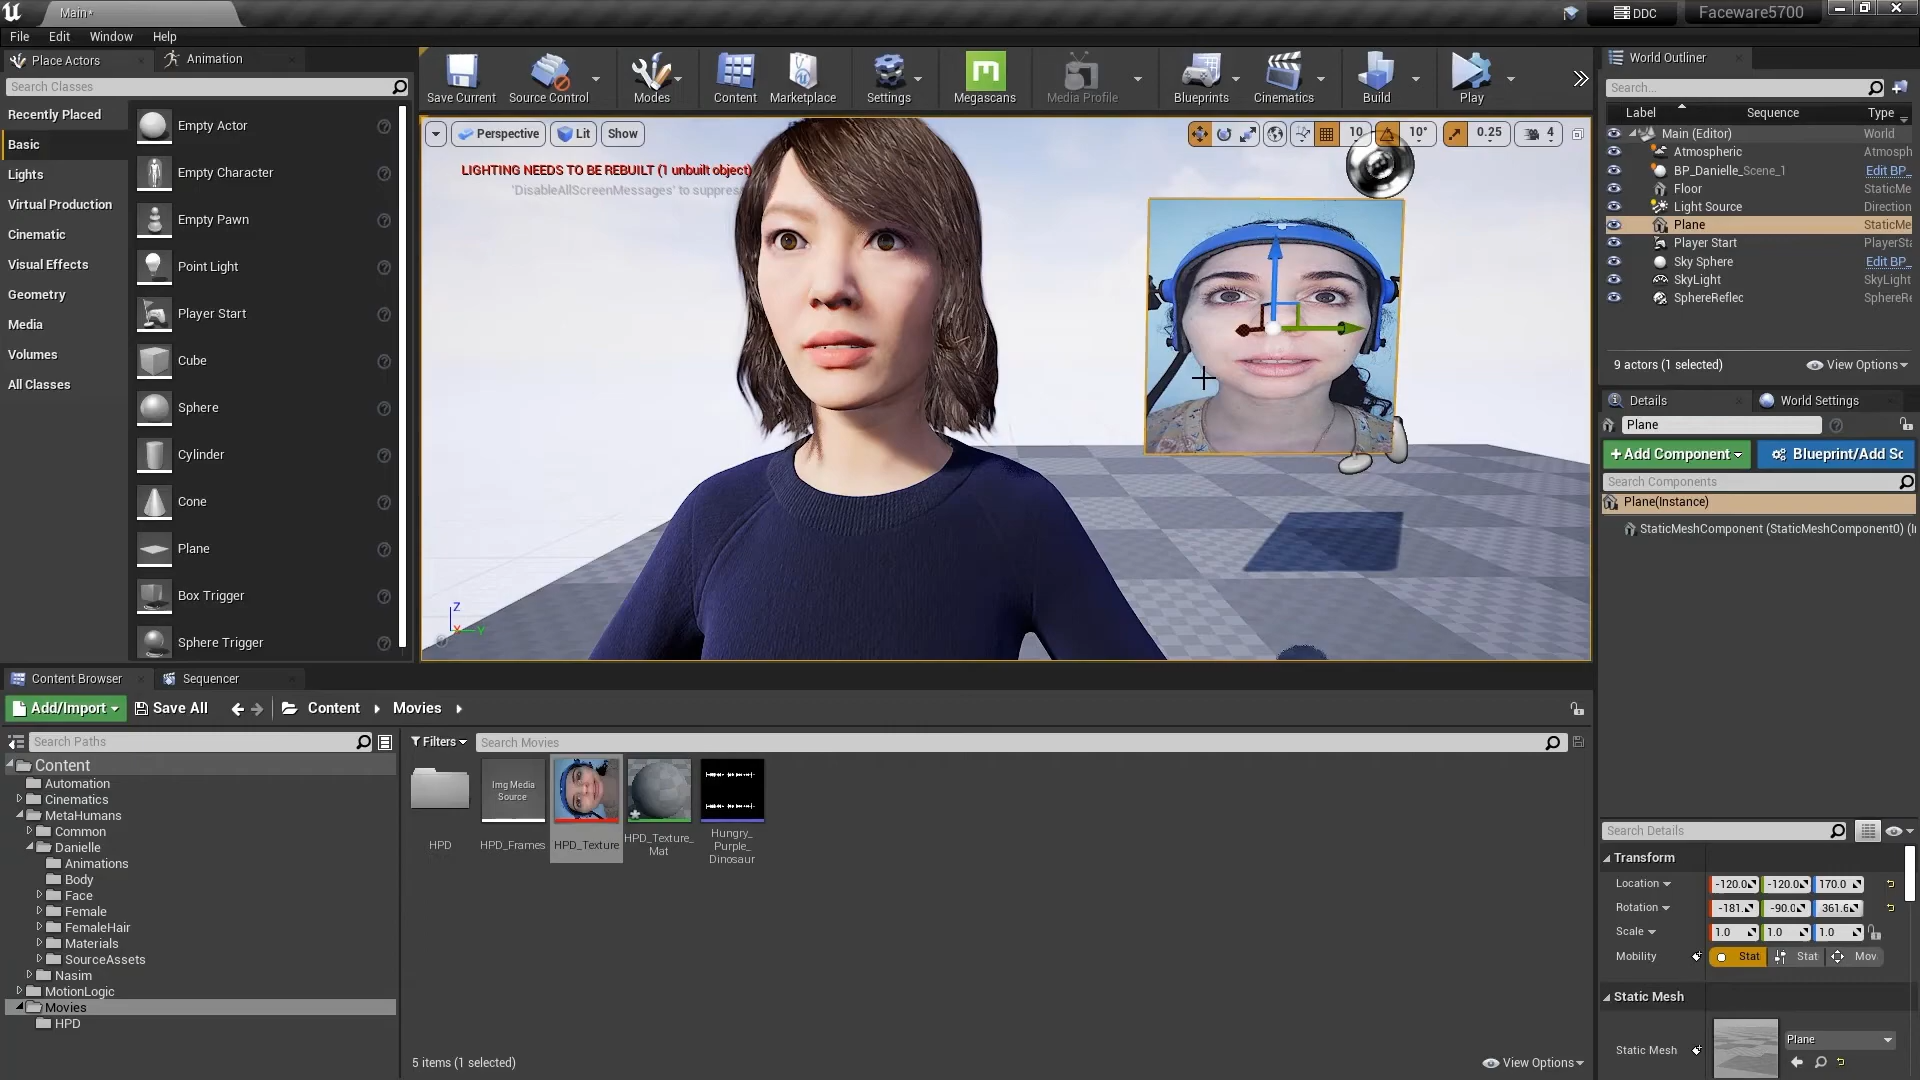 Main*
DDC
Faceware5700
File Edit Window Help
Place Actors
Animation
Search Classes
Recently Placed
Basic
Lights
Virtual Production
Cinematic
Visual Effects
Geometry
Media
Volumes
All Classes
Empty Actor
Empty Character
Empty Pawn
Point Light
Player Start
Cube
Sphere
Cylinder
Cone
Plane
Box Trigger
Sphere Trigger
Save Current
Source Control
Modes
Content
Marketplace
Settings
Megascans
Media Profile
Blueprints
Cinematics
Build
Play
Perspective
Lit
Show
10
10°
0.25
4
LIGHTING NEEDS TO BE REBUILT (1 unbuilt object)
'DisableAllScreenMessages' to suppres
Z
X
Y
World Outliner
Search...
Label Sequence Type
Main (Editor) World
Atmospheric Atmosph
BP_Danielle_Scene_1 Edit BP_
Floor StaticMe
Light Source Direction
Plane StaticMe
Player Start PlayerSta
Sky Sphere Edit BP_
SkyLight SkyLight
SphereReflec SphereRe
9 actors (1 selected)
View Options
Details
World Settings
Plane
+Add Component
Blueprint/Add Sc
Search Components
Plane(Instance)
StaticMeshComponent (StaticMeshComponent0) (I
Search Details
Transform
Location -120.0 -120.0 170.0
Rotation -181. -90.0 361.6
Scale 1.0 1.0 1.0
Mobility Stat Stat Mov
Static Mesh
Static Mesh
Plane
Content Browser
Sequencer
Add/Import
Save All
Content
Movies
Search Paths
Filters
Search Movies
Content
Automation
Cinematics
MetaHumans
Common
Danielle
Animations
Body
Face
Female
FemaleHair
Materials
SourceAssets
Nasim
MotionLogic
Movies
HPD
HPD
Img Media
Source
HPD_Frames
HPD_Texture
HPD_Texture_
Mat
Hungry_
Purple_
Dinosaur
5 items (1 selected)
View Options